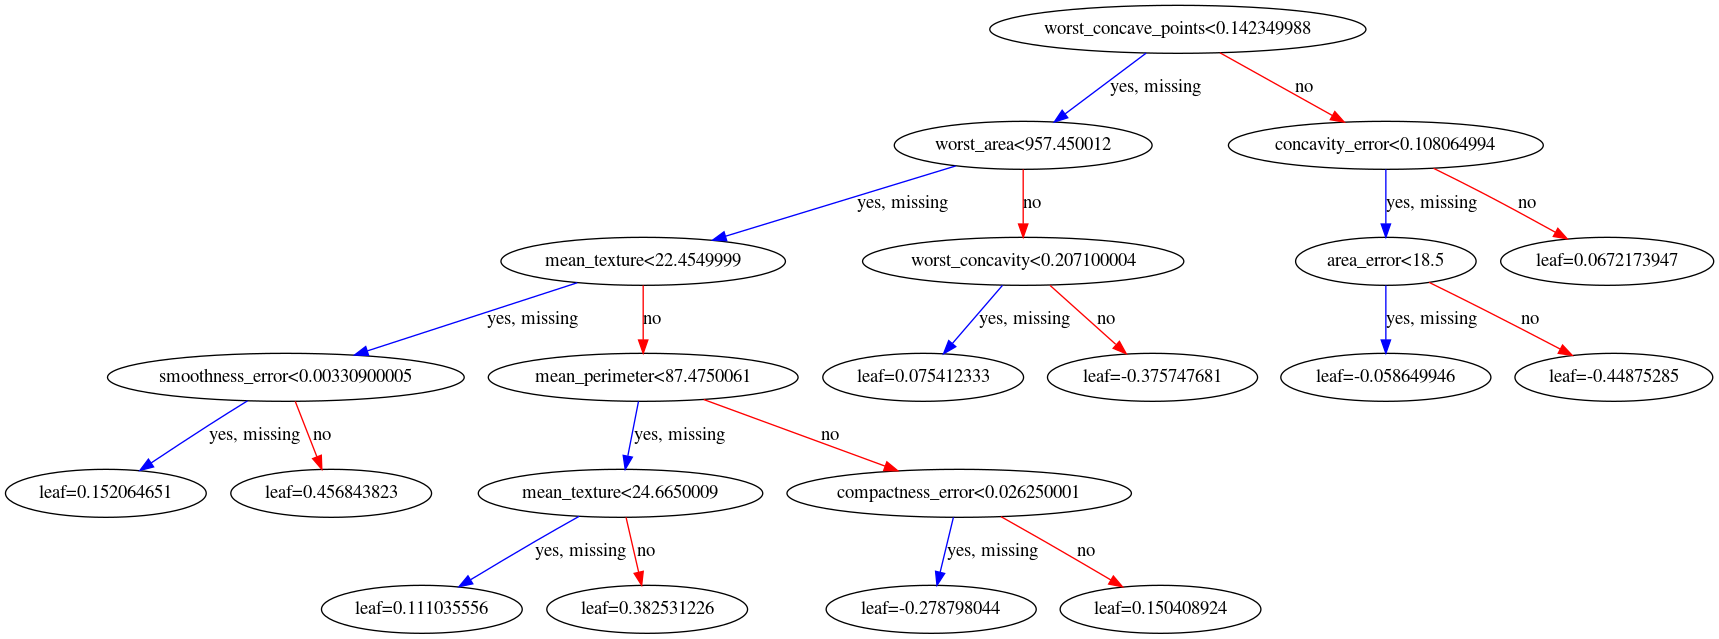 worst_concave_points<0.142349988
yes, missing
no
worst_area<957.450012
concavity_error<0.108064994
yes, missing
no
yes, missing
no
mean_texture<22.4549999
worst_concavity<0.207100004
area_error<18.5
leaf=0.0672173947
yes, missing
no
yes, missing
no
yes, missing
no
smoothness_error<0.00330900005
mean_perimeter<87.4750061
leaf=0.075412333
leaf=-0.375747681
leaf=-0.058649946
leaf=-0.44875285
yes, missing
no
yes, missing
no
leaf=0.152064651
leaf=0.456843823
mean_texture<24.6650009
compactness_error<0.026250001
yes, missing
no
yes, missing
no
leaf=0.111035556
leaf=0.382531226
leaf=-0.278798044
leaf=0.150408924